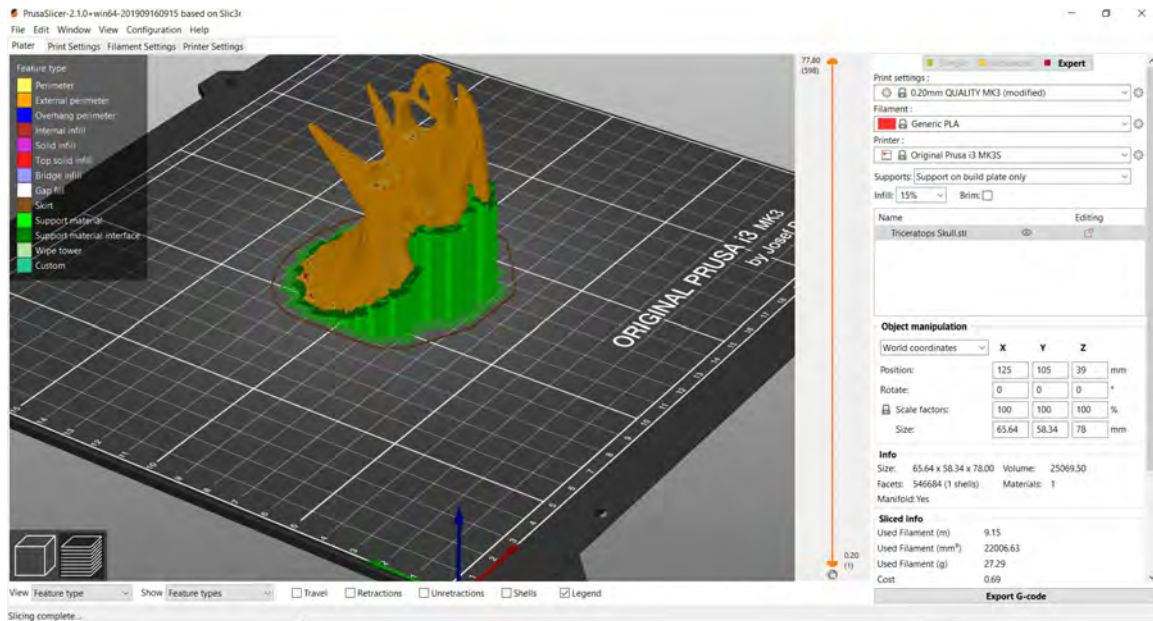 PrusaSlicer-2.1.0+win64-201909160915 based on Slic3r
File Edit Window View Configuration Help
Plater Print Settings Filament Settings Printer Settings
Feature type
Perimeter
External perimeter
Overhang perimeter
Internal infill
Solid infill
Top solid infill
Bridge infill
Gap fill
Skirt
Support material
Support material interface
Wipe tower
Custom
ORIGINAL PRUSA i3 MK3
by Josef
77.80
(598)
0.20
(1)
Expert
Print settings :
0.20mm QUALITY MK3 (modified)
Filament :
Generic PLA
Printer :
Original Prusa i3 MK3S
Supports: Support on build plate only
Infill: 15% Brim:
Name Editing
Triceratops Skull.stl
Object manipulation
World coordinates X Y Z
Position: 125 105 39 mm
Rotate: 0 0 0 °
Scale factors: 100 100 100 %
Size: 65.64 58.34 78 mm
Info
Size: 65.64 x 58.34 x 78.00 Volume: 25069.50
Facets: 546684 (1 shells) Materials: 1
Manifold: Yes
Sliced Info
Used Filament (m) 9.15
Used Filament (mm³) 22006.63
Used Filament (g) 27.29
Cost 0.69
Export G-code
View Feature type Show Feature types Travel Retractions Unretractions Shells Legend
Slicing complete...